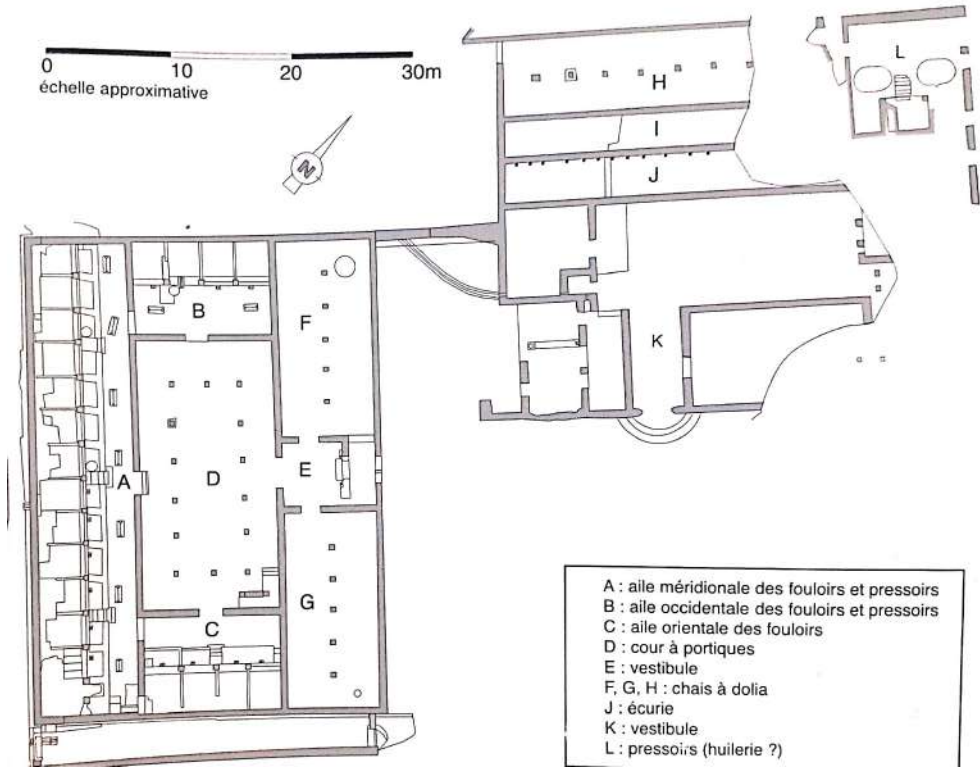 0 10 20 30m
échelle approximative
N
A
B
C
D
E
F
G
H
I
J
K
L
A : aile méridionale des fouloirs et pressoirs
B : aile occidentale des fouloirs et pressoirs
C : aile orientale des fouloirs
D : cour à portiques
E : vestibule
F, G, H : chais à dolia
J : écurie
K : vestibule
L : pressoirs (huilerie ?)